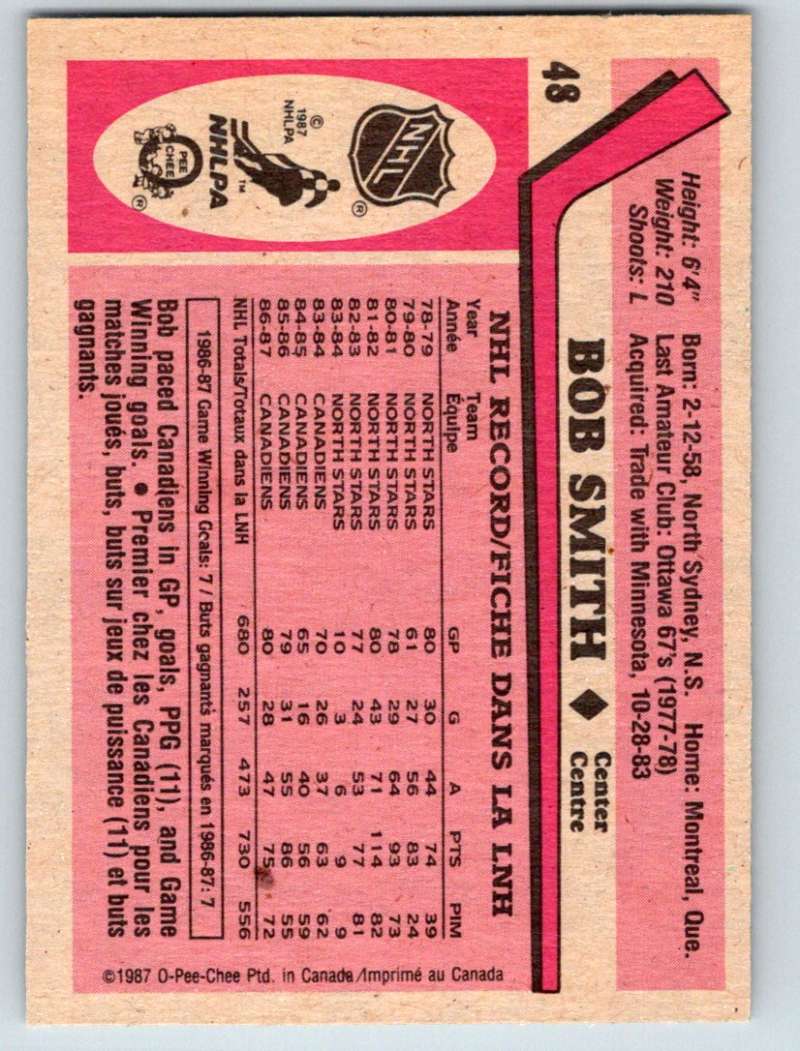 48
Height: 6'4" Born: 2-12-58, North Sydney, N.S. Home: Montreal, Que.
Weight: 210 Last Amateur Club: Ottawa 67's (1977-78)
Shoots: L Acquired: Trade with Minnesota, 10-28-83
BOB SMITH ◆ Center
Centre
NHL ®
© 1987 NHLPA
NHLPA ™
O PEE CHEE ®
NHL RECORD/FICHE DANS LA LNH
Year Team GP G A PTS PIM
Année Équipe
78-79 NORTH STARS 80 30 44 74 39
79-80 NORTH STARS 61 27 56 83 24
80-81 NORTH STARS 78 29 64 93 73
81-82 NORTH STARS 80 43 71 114 82
82-83 NORTH STARS 77 24 53 77 81
83-84 NORTH STARS 10 3 6 9 9
83-84 CANADIENS 70 26 37 63 62
84-85 CANADIENS 65 16 40 56 59
85-86 CANADIENS 79 31 55 86 55
86-87 CANADIENS 80 28 47 75 72
NHL Totals/Totaux dans la LNH 680 257 473 730 556
1986-87 Game Winning Goals: 7 / Buts gagnants marqués en 1986-87: 7
Bob paced Canadiens in GP, goals, PPG (11), and Game
Winning goals. ● Premier chez les Canadiens pour les
matches joués, buts, buts sur jeux de puissance (11) et buts
gagnants.
©1987 O-Pee-Chee Ptd. in Canada/Imprimé au Canada